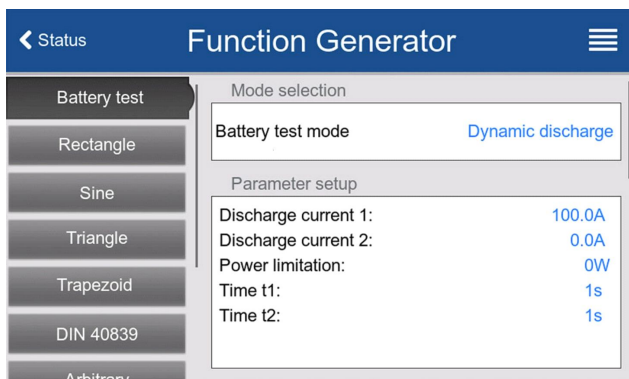 Status
Function Generator
Battery test
Rectangle
Sine
Triangle
Trapezoid
DIN 40839
Arbitrary
Mode selection
Battery test mode Dynamic discharge
Parameter setup
Discharge current 1: 100.0A
Discharge current 2: 0.0A
Power limitation: 0W
Time t1: 1s
Time t2: 1s